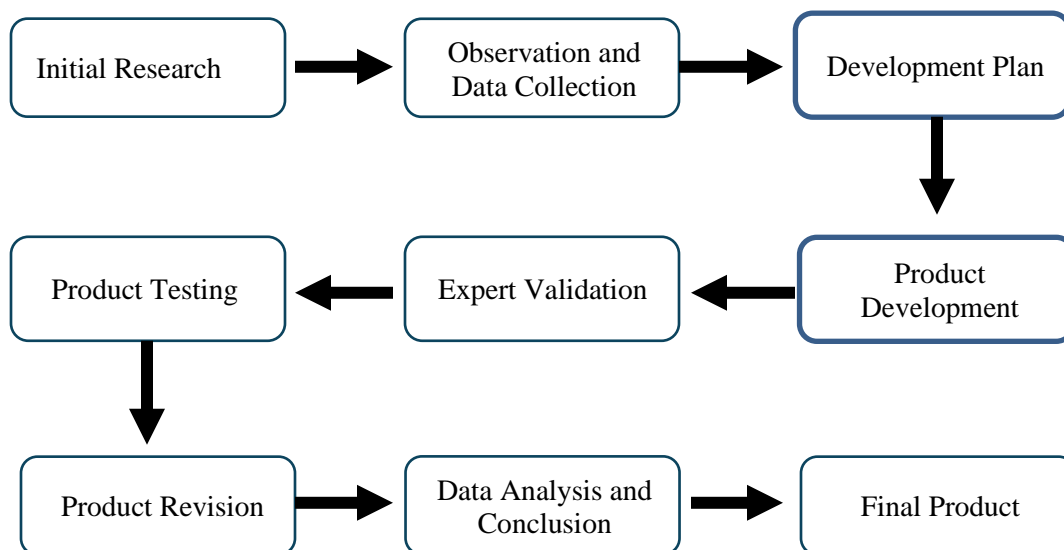 Initial Research
Observation and
Data Collection
Development Plan
Product
Development
Expert Validation
Product Testing
Product Revision
Data Analysis and
Conclusion
Final Product